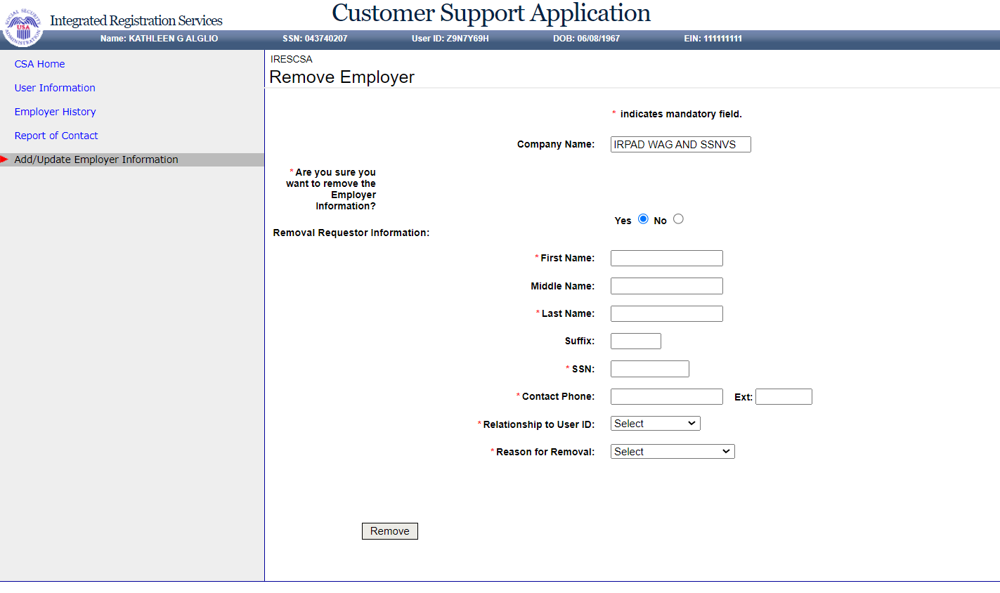 Integrated Registration Services
Customer Support Application
Name: KATHLEEN G ALGLIO SSN: 043740207 User ID: Z9N7Y69H DOB: 06/08/1967 EIN: 111111111
CSA Home
User Information
Employer History
Report of Contact
Add/Update Employer Information
IRESCSA
Remove Employer
* indicates mandatory field.
Company Name: IRPAD WAG AND SSNVS
* Are you sure you
want to remove the
Employer
Information?
Yes No
Removal Requestor Information:
* First Name:
Middle Name:
* Last Name:
Suffix:
* SSN:
* Contact Phone: Ext:
* Relationship to User ID: Select
* Reason for Removal: Select
Remove